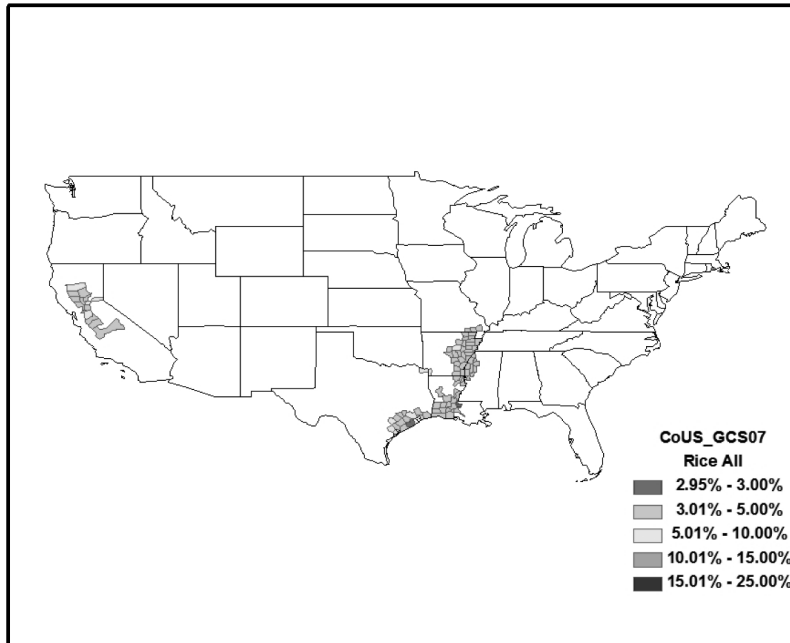 CoUS_GCS07
Rice All
2.95% - 3.00%
3.01% - 5.00%
5.01% - 10.00%
10.01% - 15.00%
15.01% - 25.00%